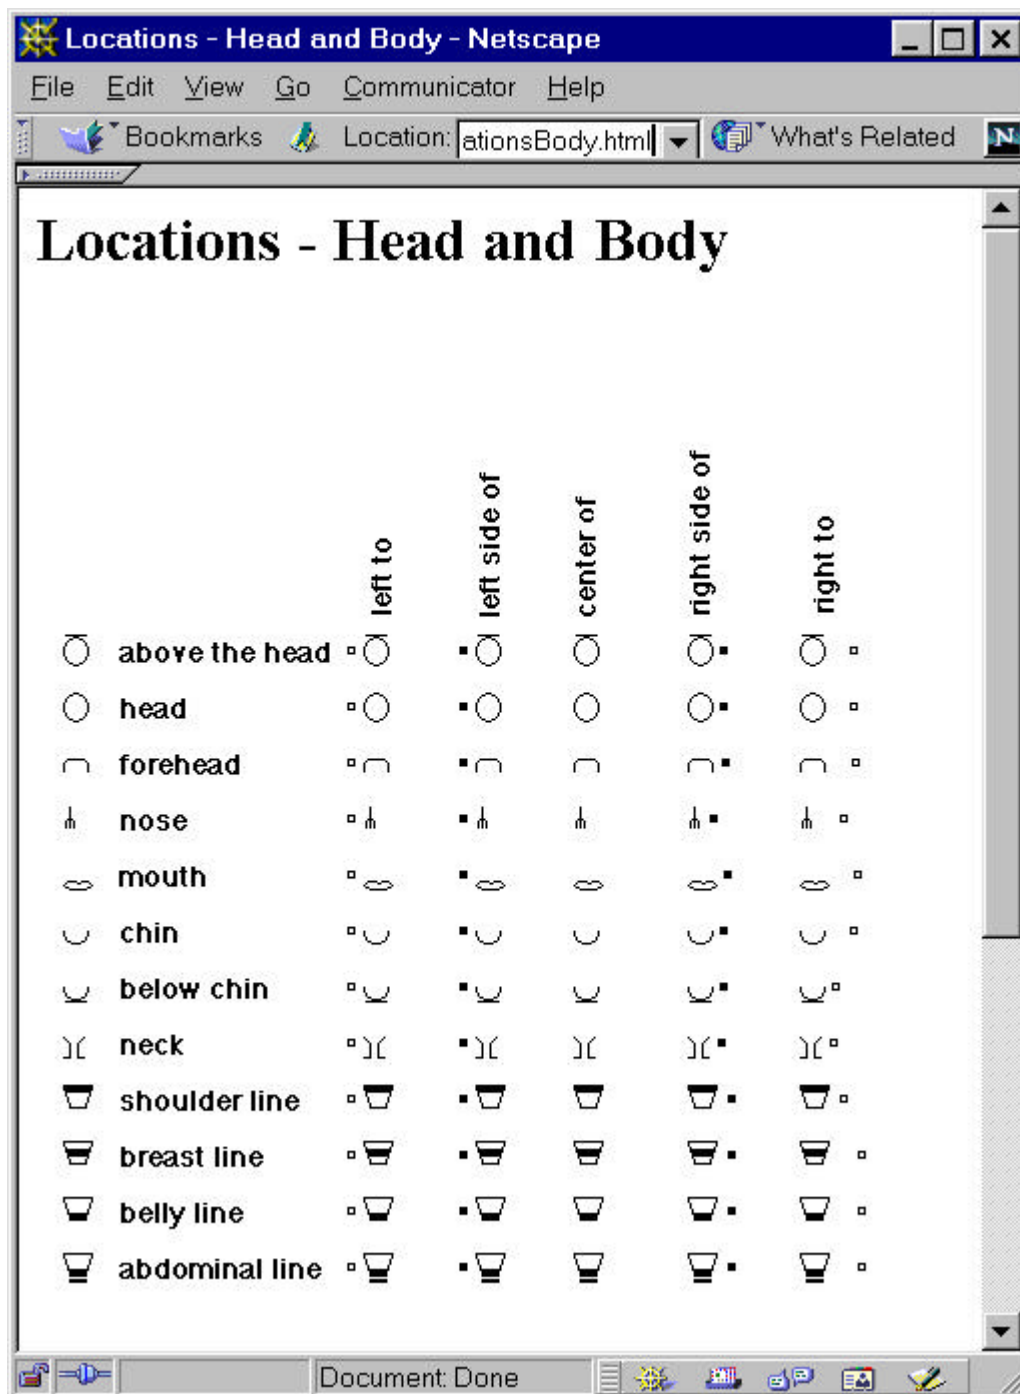 Locations - Head and Body - Netscape
File Edit View Go Communicator Help
Bookmarks Location: ationsBody.html What's Related N
Locations - Head and Body
left to left side of center of right side of right to
above the head
head
forehead
nose
mouth
chin
below chin
neck
shoulder line
breast line
belly line
abdominal line
Document: Done